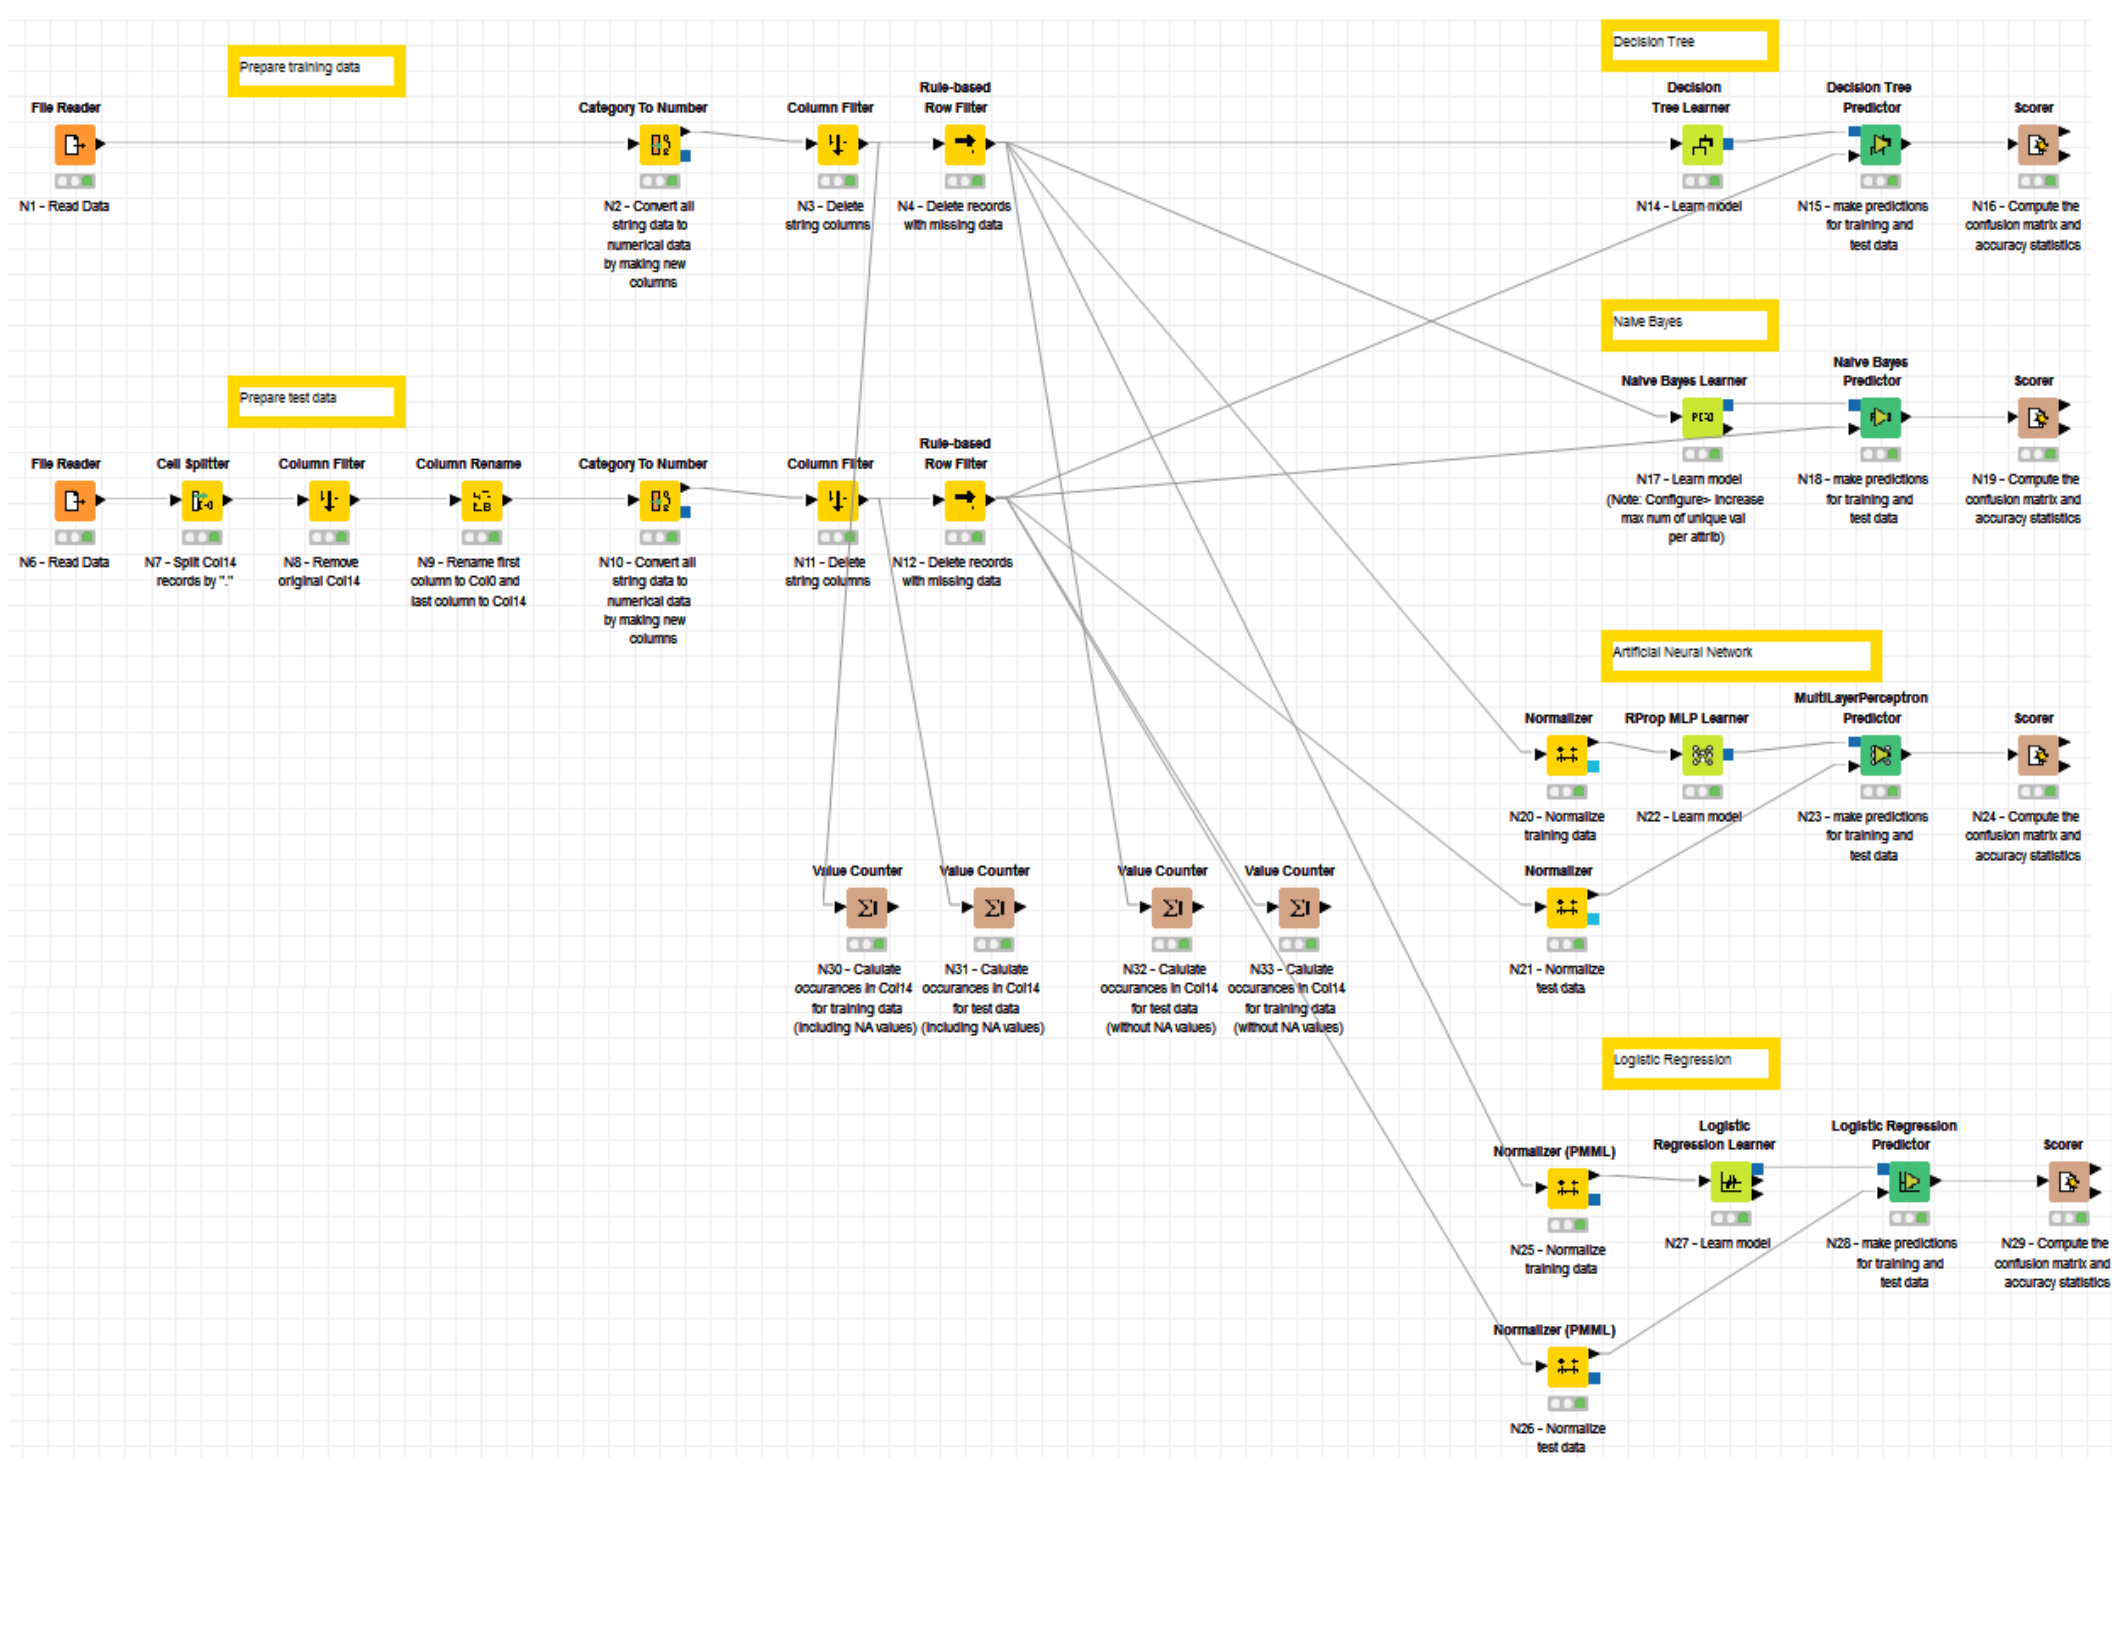 Prepare training data
File Reader
N1 - Read Data
Category To Number
N2 - Convert all
string data to
numerical data
by making new
columns
Column Filter
N3 - Delete
string columns
Rule-based
Row Filter
N4 - Delete records
with missing data
Decision Tree
Decision
Tree Learner
N14 - Learn model
Decision Tree
Predictor
N15 - make predictions
for training and
test data
Scorer
N16 - Compute the
confusion matrix and
accuracy statistics
Prepare test data
File Reader
N6 - Read Data
Cell Splitter
N7 - Split Col14
records by "."
Column Filter
N8 - Remove
original Col14
Column Rename
N9 - Rename first
column to Col0 and
last column to Col14
Category To Number
N10 - Convert all
string data to
numerical data
by making new
columns
Column Filter
N11 - Delete
string columns
Rule-based
Row Filter
N12 - Delete records
with missing data
Naive Bayes
Naive Bayes Learner
N17 - Learn model
(Note: Configure> Increase
max num of unique val
per attrib)
Naive Bayes
Predictor
N18 - make predictions
for training and
test data
Scorer
N19 - Compute the
confusion matrix and
accuracy statistics
Artificial Neural Network
Normalizer
N20 - Normalize
training data
RProp MLP Learner
N22 - Learn model
MultiLayerPerceptron
Predictor
N23 - make predictions
for training and
test data
Scorer
N24 - Compute the
confusion matrix and
accuracy statistics
Normalizer
N21 - Normalize
test data
Value Counter
N30 - Calulate
occurances in Col14
for training data
(including NA values)
Value Counter
N31 - Calulate
occurances in Col14
for test data
(including NA values)
Value Counter
N32 - Calulate
occurances in Col14
for test data
(without NA values)
Value Counter
N33 - Calulate
occurances in Col14
for training data
(without NA values)
Logistic Regression
Normalizer (PMML)
N25 - Normalize
training data
Logistic
Regression Learner
N27 - Learn model
Logistic Regression
Predictor
N28 - make predictions
for training and
test data
Scorer
N29 - Compute the
confusion matrix and
accuracy statistics
Normalizer (PMML)
N26 - Normalize
test data